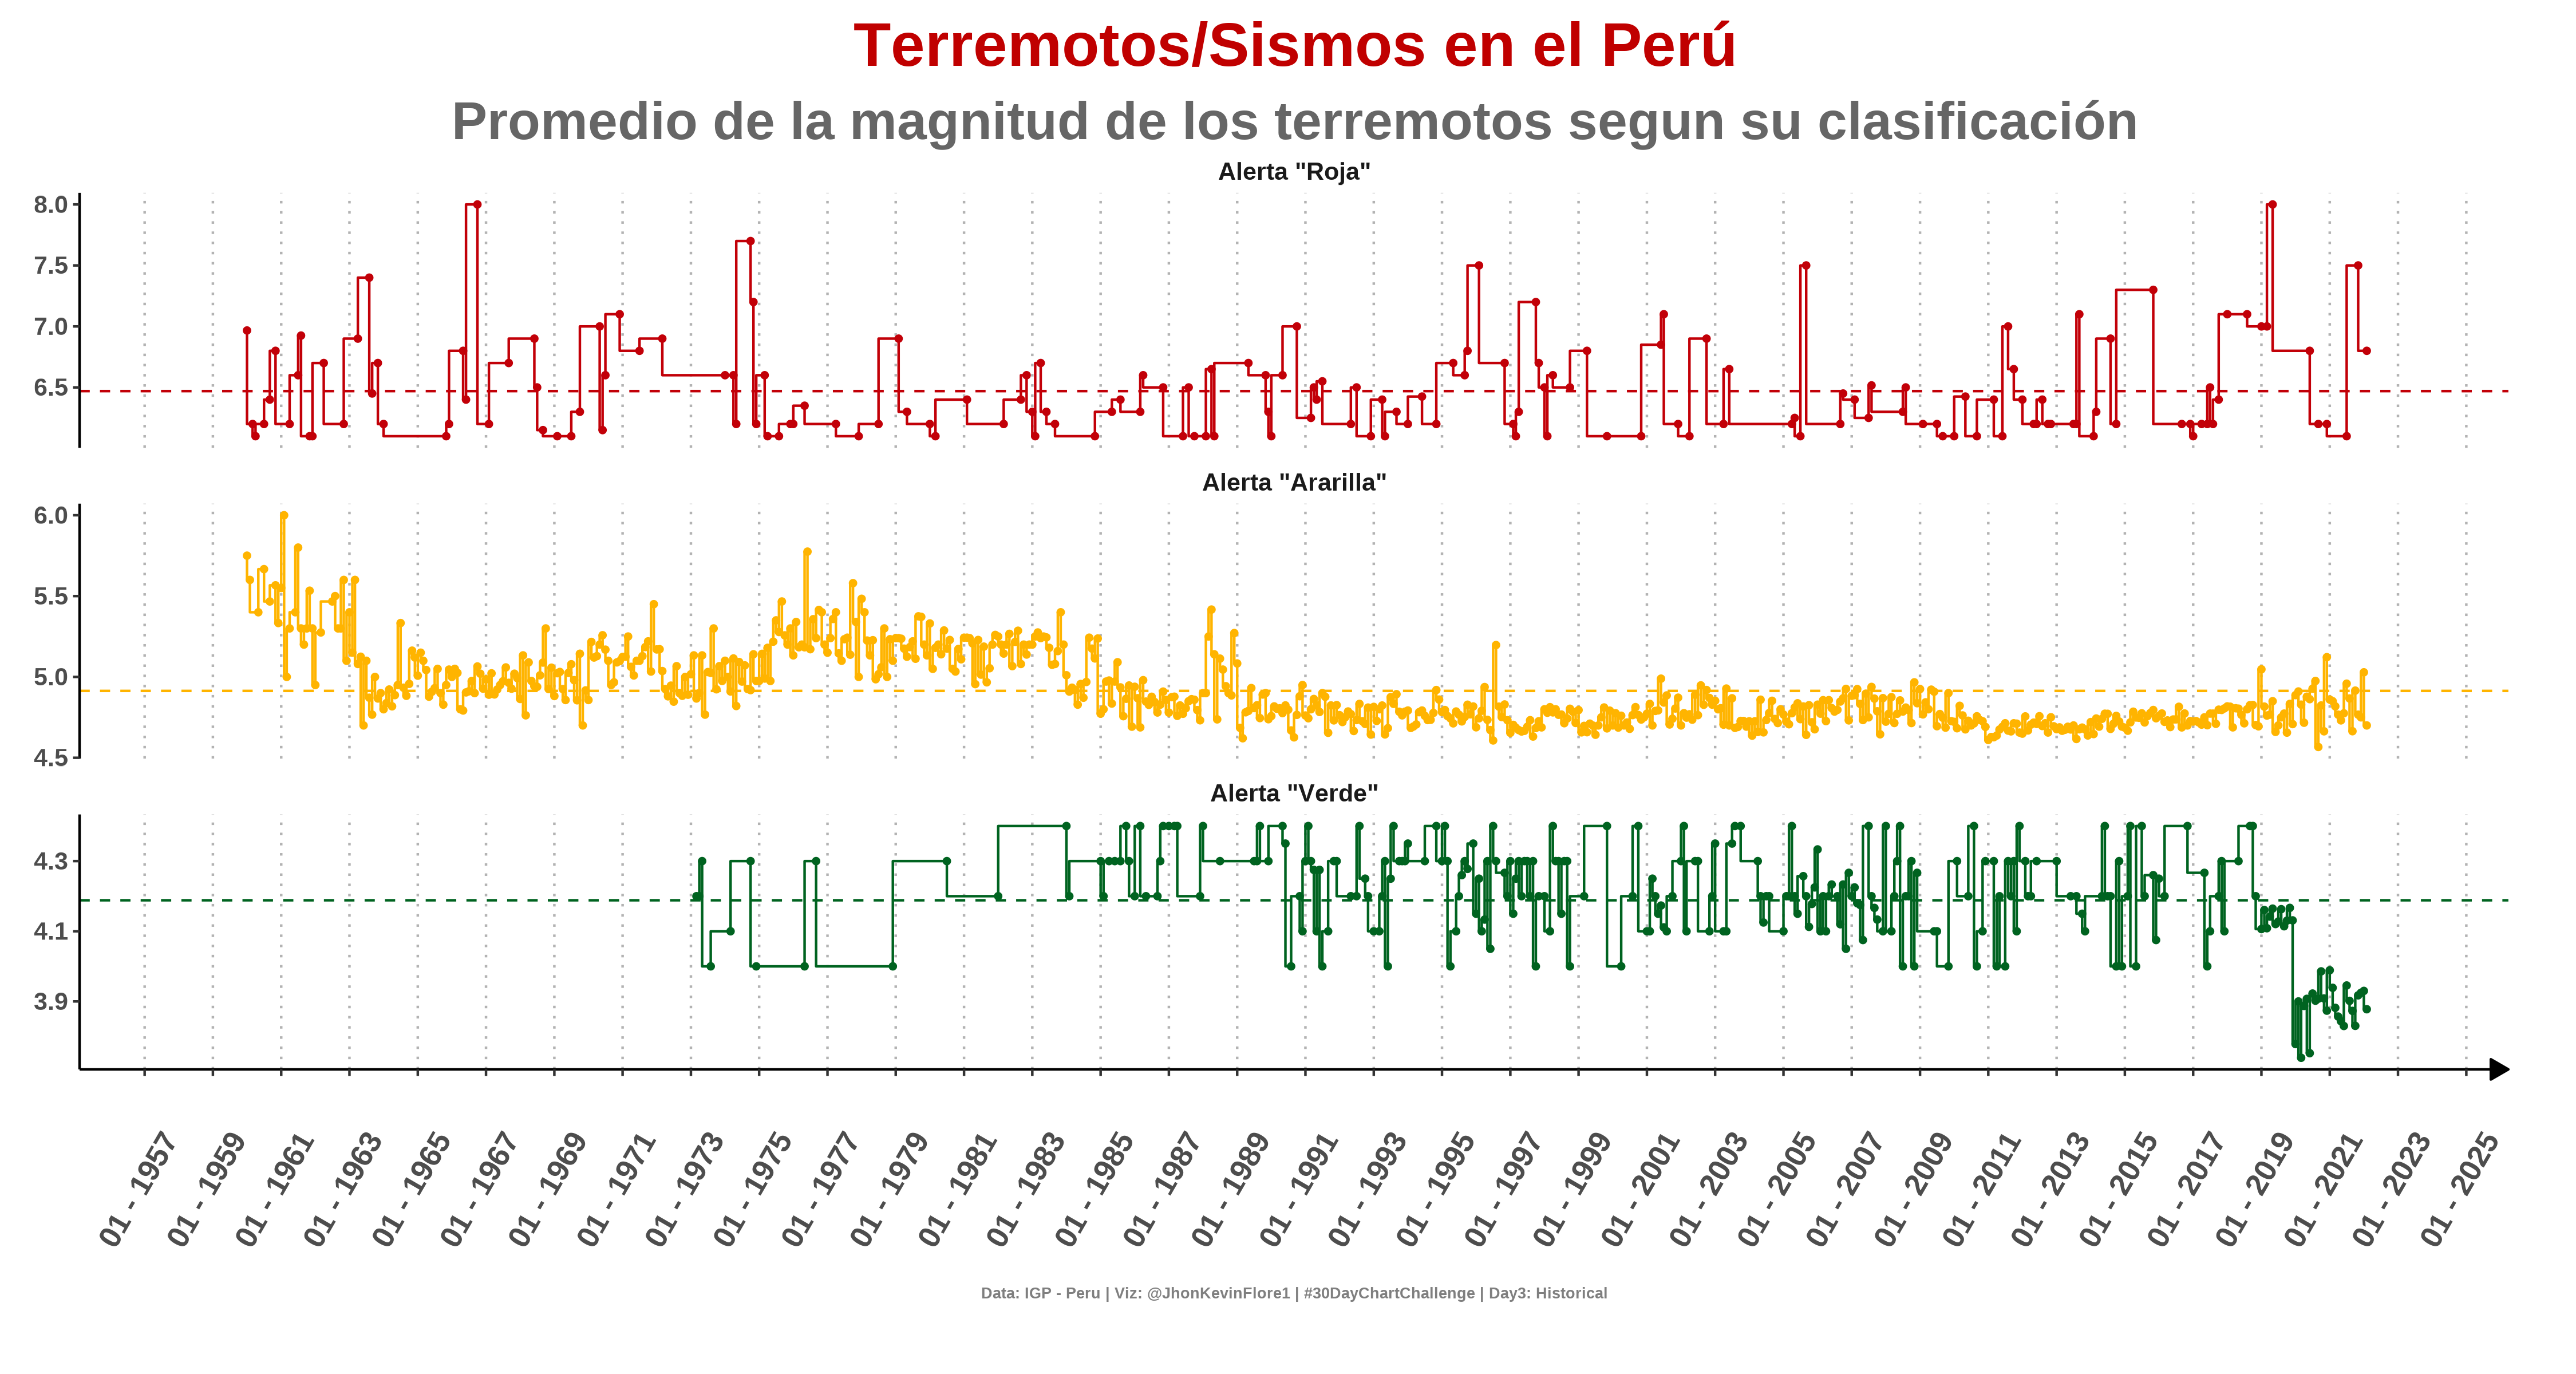 Terremotos/Sismos en el Perú
Promedio de la magnitud de los terremotos segun su clasificación
Alerta "Roja"
8.0
7.5
7.0
6.5
Alerta "Ararilla"
6.0
5.5
5.0
4.5
Alerta "Verde"
4.3
4.1
3.9
01 - 1957
01 - 1959
01 - 1961
01 - 1963
01 - 1965
01 - 1967
01 - 1969
01 - 1971
01 - 1973
01 - 1975
01 - 1977
01 - 1979
01 - 1981
01 - 1983
01 - 1985
01 - 1987
01 - 1989
01 - 1991
01 - 1993
01 - 1995
01 - 1997
01 - 1999
01 - 2001
01 - 2003
01 - 2005
01 - 2007
01 - 2009
01 - 2011
01 - 2013
01 - 2015
01 - 2017
01 - 2019
01 - 2021
01 - 2023
01 - 2025
Data: IGP - Peru | Viz: @JhonKevinFlore1 | #30DayChartChallenge | Day3: Historical